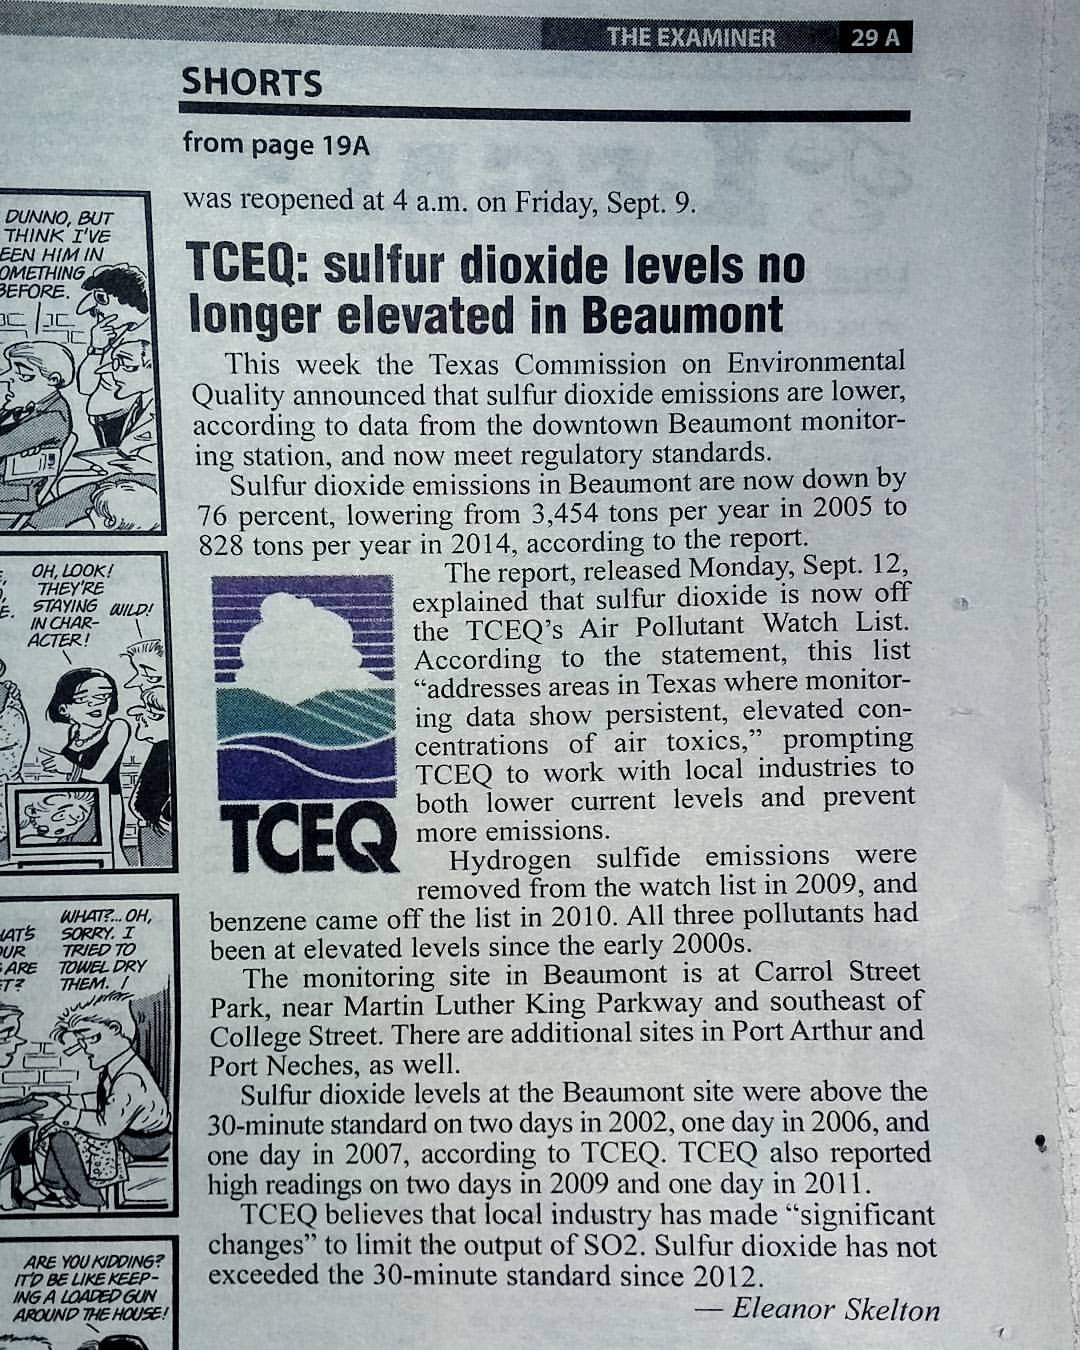 THE EXAMINER 29 A
SHORTS
from page 19A
was reopened at 4 a.m. on Friday, Sept. 9.
TCEQ: sulfur dioxide levels no
longer elevated in Beaumont
This week the Texas Commission on Environmental
Quality announced that sulfur dioxide emissions are lower,
according to data from the downtown Beaumont monitor-
ing station, and now meet regulatory standards.
Sulfur dioxide emissions in Beaumont are now down by
76 percent, lowering from 3,454 tons per year in 2005 to
828 tons per year in 2014, according to the report.
The report, released Monday, Sept. 12,
explained that sulfur dioxide is now off
the TCEQ’s Air Pollutant Watch List.
According to the statement, this list
“addresses areas in Texas where monitor-
ing data show persistent, elevated con-
centrations of air toxics,” prompting
TCEQ to work with local industries to
both lower current levels and prevent
more emissions.
TCEQ
Hydrogen sulfide emissions were
removed from the watch list in 2009, and
benzene came off the list in 2010. All three pollutants had
been at elevated levels since the early 2000s.
The monitoring site in Beaumont is at Carrol Street
Park, near Martin Luther King Parkway and southeast of
College Street. There are additional sites in Port Arthur and
Port Neches, as well.
Sulfur dioxide levels at the Beaumont site were above the
30-minute standard on two days in 2002, one day in 2006, and
one day in 2007, according to TCEQ. TCEQ also reported
high readings on two days in 2009 and one day in 2011.
TCEQ believes that local industry has made “significant
changes” to limit the output of SO2. Sulfur dioxide has not
exceeded the 30-minute standard since 2012.
— Eleanor Skelton
DUNNO, BUT
THINK I'VE
EEN HIM IN
OMETHING
BEFORE.
OH, LOOK!
THEY'RE
STAYING
IN CHAR-
ACTER!
WILD!
WHAT?... OH,
SORRY. I
TRIED TO
TOWEL DRY
THEM.
ARE YOU KIDDING?
IT'D BE LIKE KEEP-
ING A LOADED GUN
AROUND THE HOUSE!